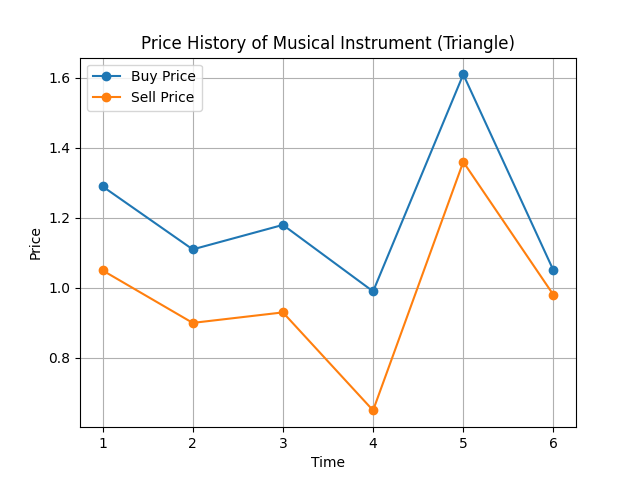 Price History of Musical Instrument (Triangle)
Buy Price
Sell Price
1.6
1.4
1.2
1.0
0.8
Price
1 2 3 4 5 6
Time